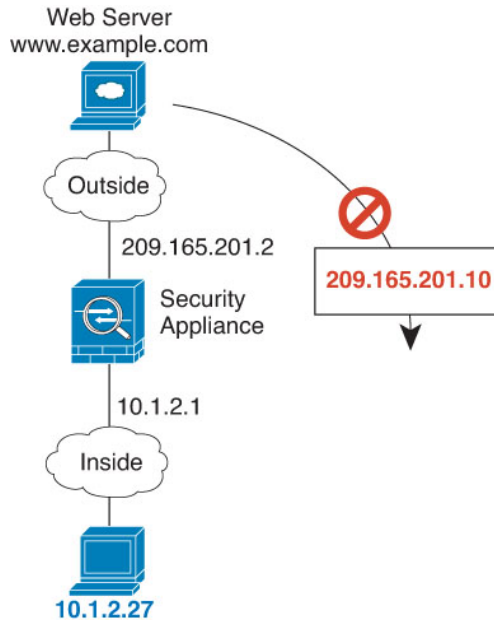 Web Server
www.example.com
Outside
209.165.201.2
209.165.201.10
Security
Appliance
10.1.2.1
Inside
10.1.2.27